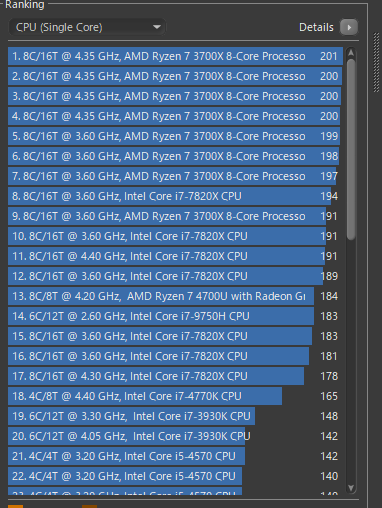 Ranking
CPU (Single Core) Details
1. 8C/16T @ 4.35 GHz, AMD Ryzen 7 3700X 8-Core Processo 201
2. 8C/16T @ 4.35 GHz, AMD Ryzen 7 3700X 8-Core Processo 200
3. 8C/16T @ 4.35 GHz, AMD Ryzen 7 3700X 8-Core Processo 200
4. 8C/16T @ 4.35 GHz, AMD Ryzen 7 3700X 8-Core Processo 200
5. 8C/16T @ 3.60 GHz, AMD Ryzen 7 3700X 8-Core Processo 199
6. 8C/16T @ 3.60 GHz, AMD Ryzen 7 3700X 8-Core Processo 198
7. 8C/16T @ 3.60 GHz, AMD Ryzen 7 3700X 8-Core Processo 197
8. 8C/16T @ 3.60 GHz, Intel Core i7-7820X CPU 194
9. 8C/16T @ 3.60 GHz, AMD Ryzen 7 3700X 8-Core Processo 191
10. 8C/16T @ 3.60 GHz, Intel Core i7-7820X CPU 191
11. 8C/16T @ 4.40 GHz, Intel Core i7-7820X CPU 191
12. 8C/16T @ 3.60 GHz, Intel Core i7-7820X CPU 189
13. 8C/8T @ 4.20 GHz, AMD Ryzen 7 4700U with Radeon Gr 184
14. 6C/12T @ 2.60 GHz, Intel Core i7-9750H CPU 183
15. 8C/16T @ 3.60 GHz, Intel Core i7-7820X CPU 183
16. 8C/16T @ 3.60 GHz, Intel Core i7-7820X CPU 181
17. 8C/16T @ 4.30 GHz, Intel Core i7-7820X CPU 178
18. 4C/8T @ 4.40 GHz, Intel Core i7-4770K CPU 165
19. 6C/12T @ 3.30 GHz, Intel Core i7-3930K CPU 148
20. 6C/12T @ 4.05 GHz, Intel Core i7-3930K CPU 142
21. 4C/4T @ 3.20 GHz, Intel Core i5-4570 CPU 142
22. 4C/4T @ 3.20 GHz, Intel Core i5-4570 CPU 140
23. 4C/4T @ 3.20 GHz, Intel Core i5-4570 CPU 140